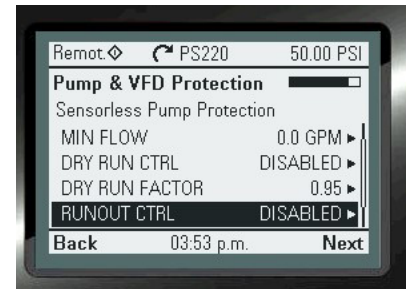 Remot. PS220 50.00 PSI
Pump & VFD Protection
Sensorless Pump Protection
MIN FLOW 0.0 GPM
DRY RUN CTRL DISABLED
DRY RUN FACTOR 0.95
RUNOUT CTRL DISABLED
Back 03:53 p.m. Next